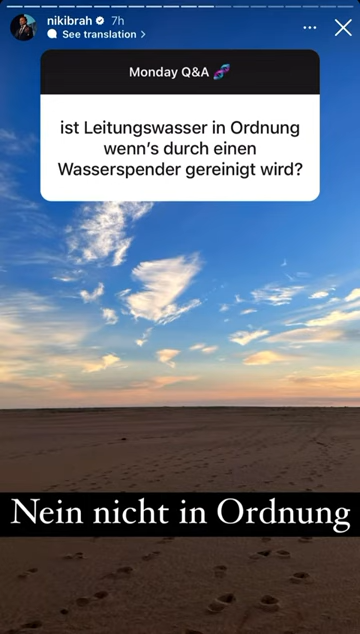 nikibrah 7h
See translation >
Monday Q&A 🧬
ist Leitungswasser in Ordnung
wenn's durch einen
Wasserspender gereinigt wird?
Nein nicht in Ordnung